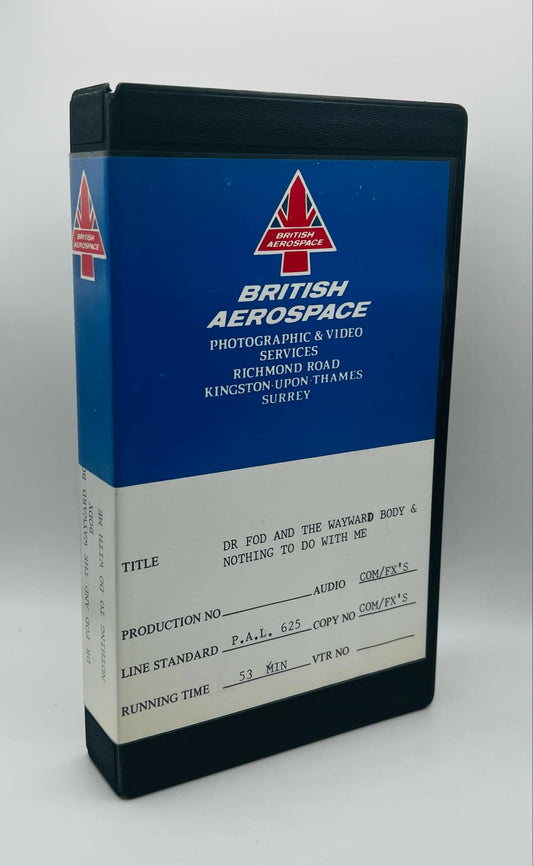 BRITISH
AEROSPACE
BRITISH
AEROSPACE
BRITISH
AEROSPACE
PHOTOGRAPHIC & VIDEO
SERVICES
RICHMOND ROAD
KINGSTON-UPON-THAMES
SURREY
TITLE DR FOD AND THE WAYWARD BODY &
NOTHING TO DO WITH ME
PRODUCTION NO AUDIO COM/FX'S
LINE STANDARD P.A.L. 625 COPY NO COM/FX'S
RUNNING TIME 53 MIN VTR NO
DR FOD AND THE WAYWARD
BODY
NOTHING TO DO WITH ME